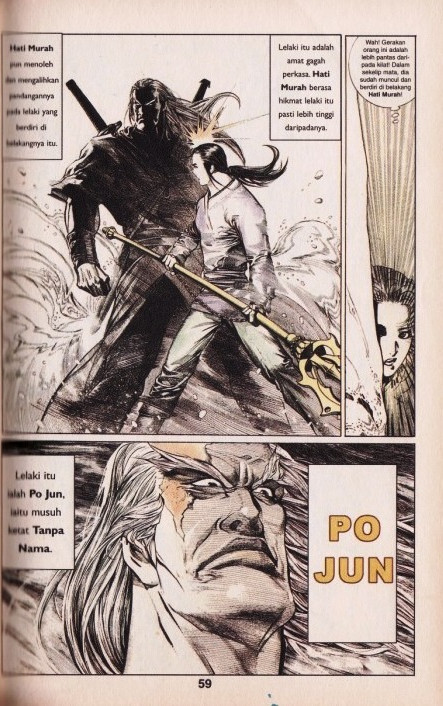 Hati Murah
pun menoleh
dan mengalihkan
pandangannya
pada lelaki yang
berdiri di
belakangnya itu.
Lelaki itu adalah
amat gagah
perkasa. Hati
Murah berasa
hikmat lelaki itu
pasti lebih tinggi
daripadanya.
Wah! Gerakan
orang ini adalah
lebih pantas dari-
pada kilat! Dalam
sekelip mata, dia
sudah muncul dan
berdiri di belakang
Hati Murah!
Lelaki itu
ialah Po Jun,
iaitu musuh
ketat Tanpa
Nama.
PO
JUN
59